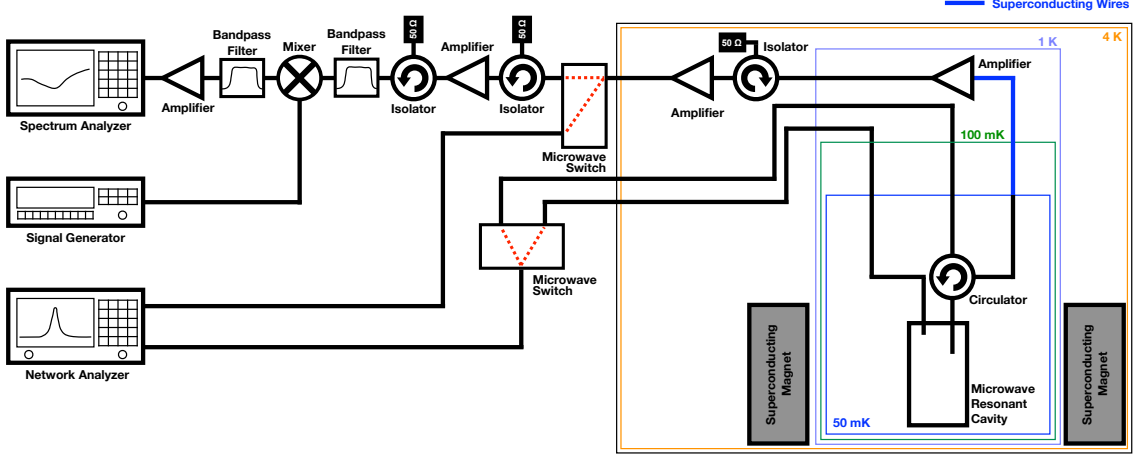 Superconducting Wires
50 Ω
50 Ω
Bandpass
Filter
Mixer
Bandpass
Filter
Amplifier
50 Ω
Isolator
4 K
1 K
Amplifier
Amplifier
Isolator
Isolator
Amplifier
Spectrum Analyzer
100 mK
Microwave
Switch
Signal Generator
Microwave
Switch
Circulator
Network Analyzer
Superconducting
Magnet
Microwave
Resonant
Cavity
50 mK
Superconducting
Magnet